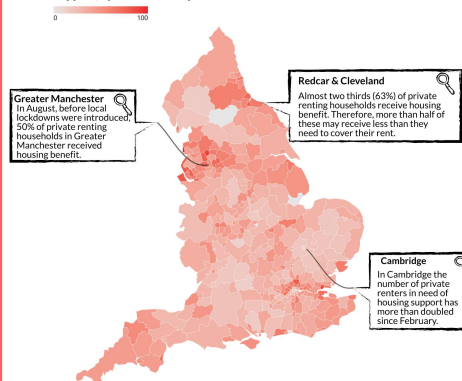 0
100
Greater Manchester
In August, before local
lockdowns were introduced,
50% of private renting
households in Greater
Manchester received
housing benefit.
Redcar & Cleveland
Almost two thirds (63%) of private
renting households receive housing
benefit. Therefore, more than half of
these may receive less than they
need to cover their rent.
Cambridge
In Cambridge the
number of private
renters in need of
housing support has
more than doubled
since February.